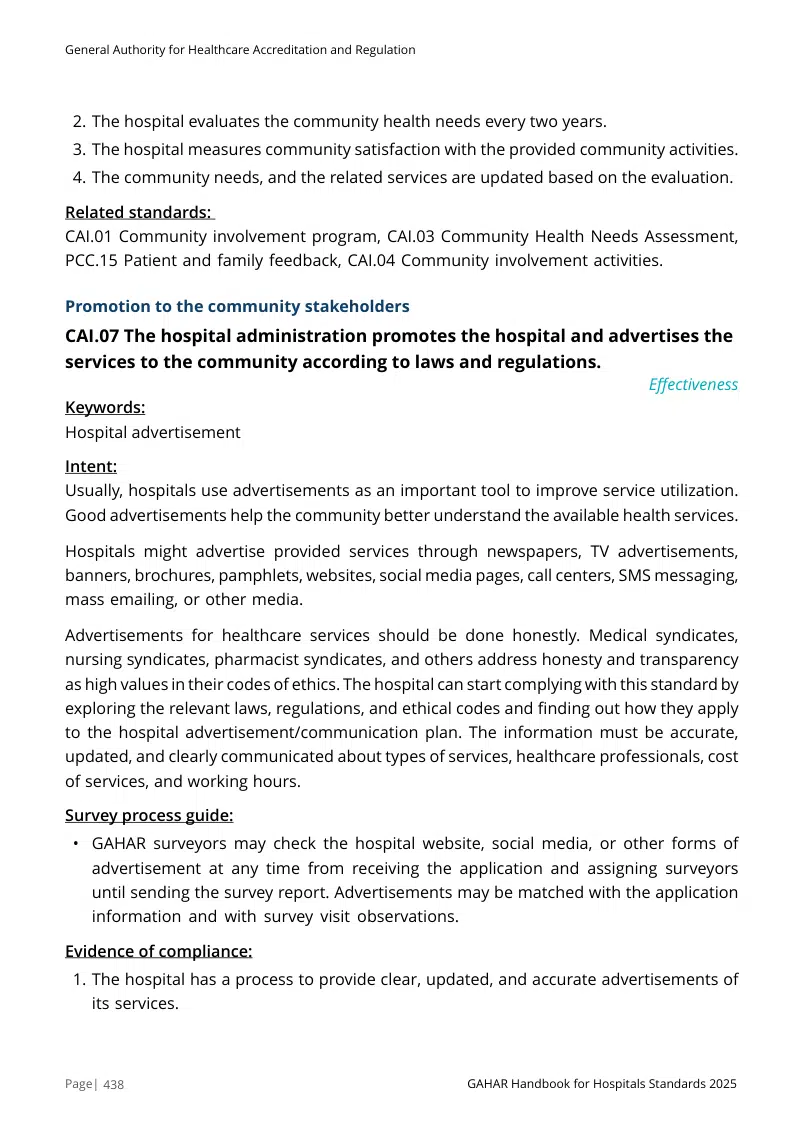 General Authority for Healthcare Accreditation and Regulation
2. The hospital evaluates the community health needs every two years.
3. The hospital measures community satisfaction with the provided community activities.
4. The community needs, and the related services are updated based on the evaluation.
Related standards:
CAI.01 Community involvement program, CAI.03 Community Health Needs Assessment,
PCC.15 Patient and family feedback, CAI.04 Community involvement activities.
Promotion to the community stakeholders
CAI.07 The hospital administration promotes the hospital and advertises the
services to the community according to laws and regulations.
Effectiveness
Keywords:
Hospital advertisement
Intent:
Usually, hospitals use advertisements as an important tool to improve service utilization.
Good advertisements help the community better understand the available health services.
Hospitals might advertise provided services through newspapers, TV advertisements,
banners, brochures, pamphlets, websites, social media pages, call centers, SMS messaging,
mass emailing, or other media.
Advertisements for healthcare services should be done honestly. Medical syndicates,
nursing syndicates, pharmacist syndicates, and others address honesty and transparency
as high values in their codes of ethics. The hospital can start complying with this standard by
exploring the relevant laws, regulations, and ethical codes and finding out how they apply
to the hospital advertisement/communication plan. The information must be accurate,
updated, and clearly communicated about types of services, healthcare professionals, cost
of services, and working hours.
Survey process guide:
• GAHAR surveyors may check the hospital website, social media, or other forms of
advertisement at any time from receiving the application and assigning surveyors
until sending the survey report. Advertisements may be matched with the application
information and with survey visit observations.
Evidence of compliance:
1. The hospital has a process to provide clear, updated, and accurate advertisements of
its services.
Page| 438
GAHAR Handbook for Hospitals Standards 2025